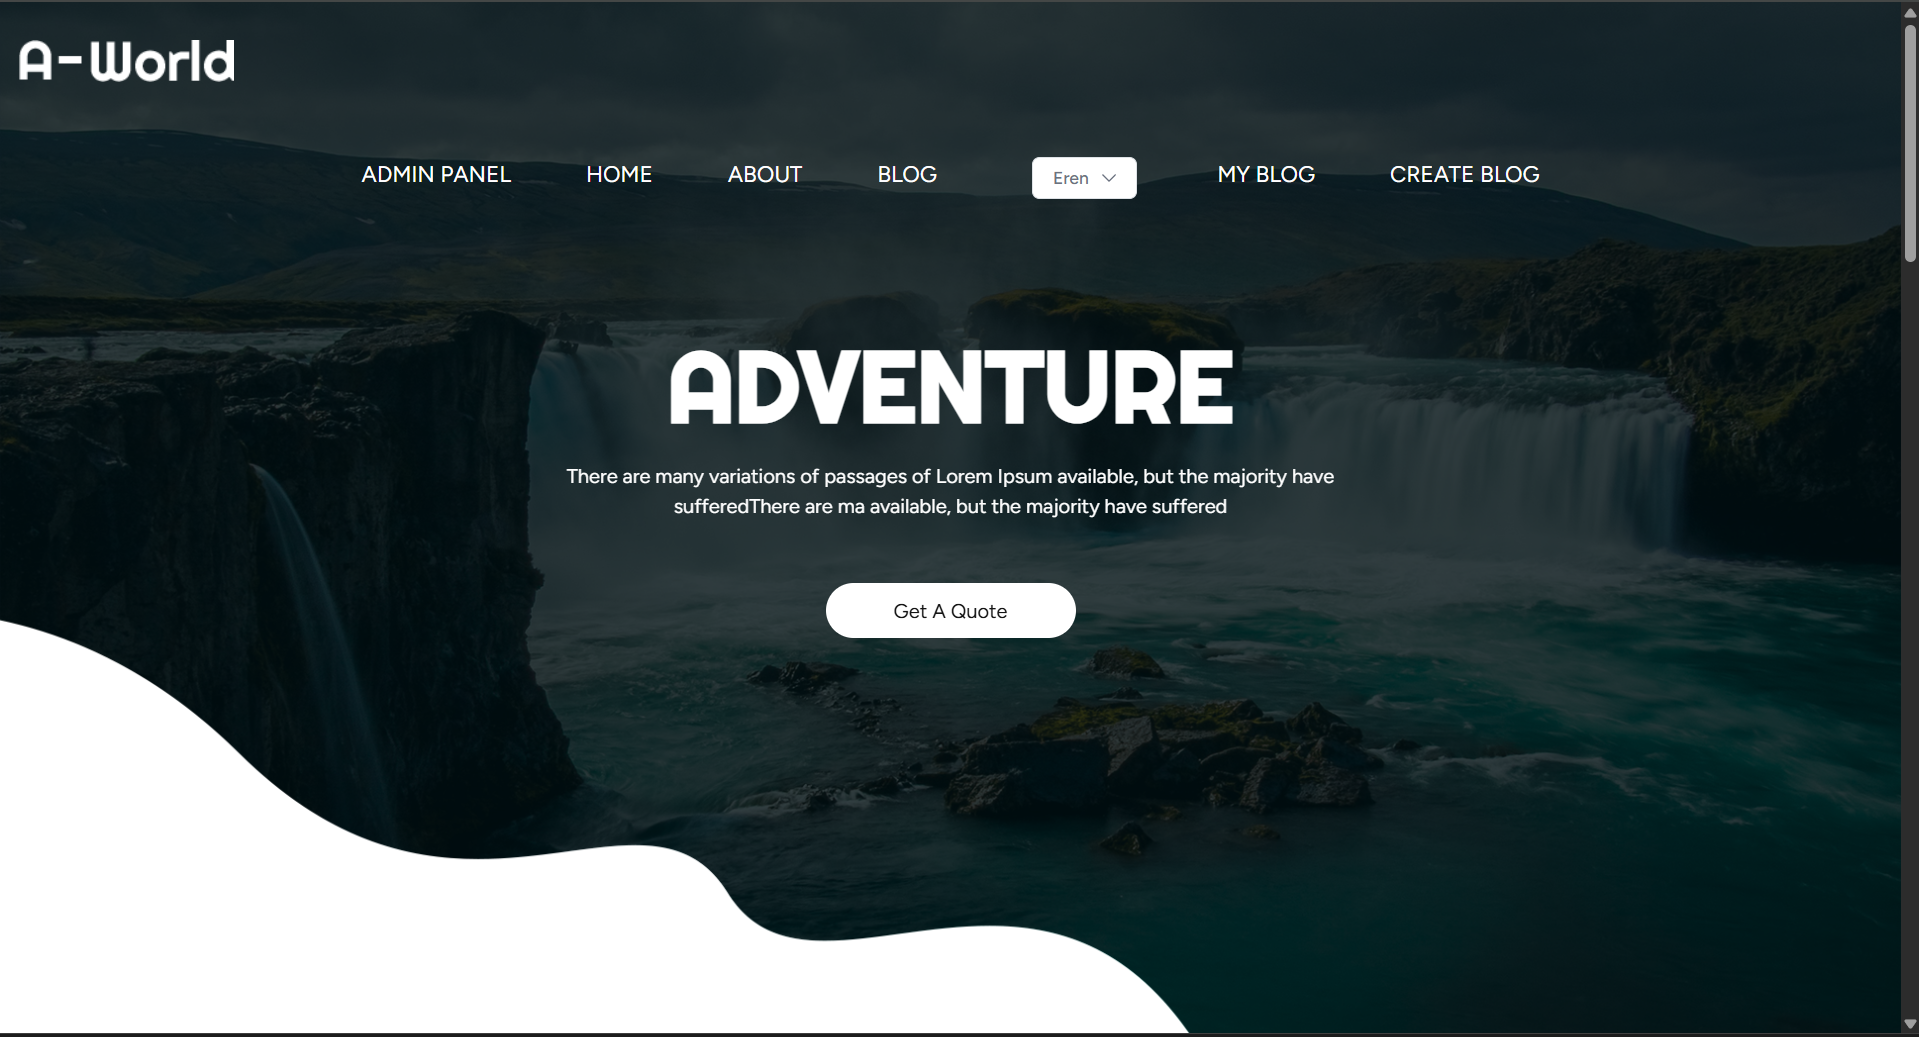 A-World
ADMIN PANEL HOME ABOUT BLOG Eren MY BLOG CREATE BLOG
ADVENTURE
There are many variations of passages of Lorem Ipsum available, but the majority have
sufferedThere are ma available, but the majority have suffered
Get A Quote